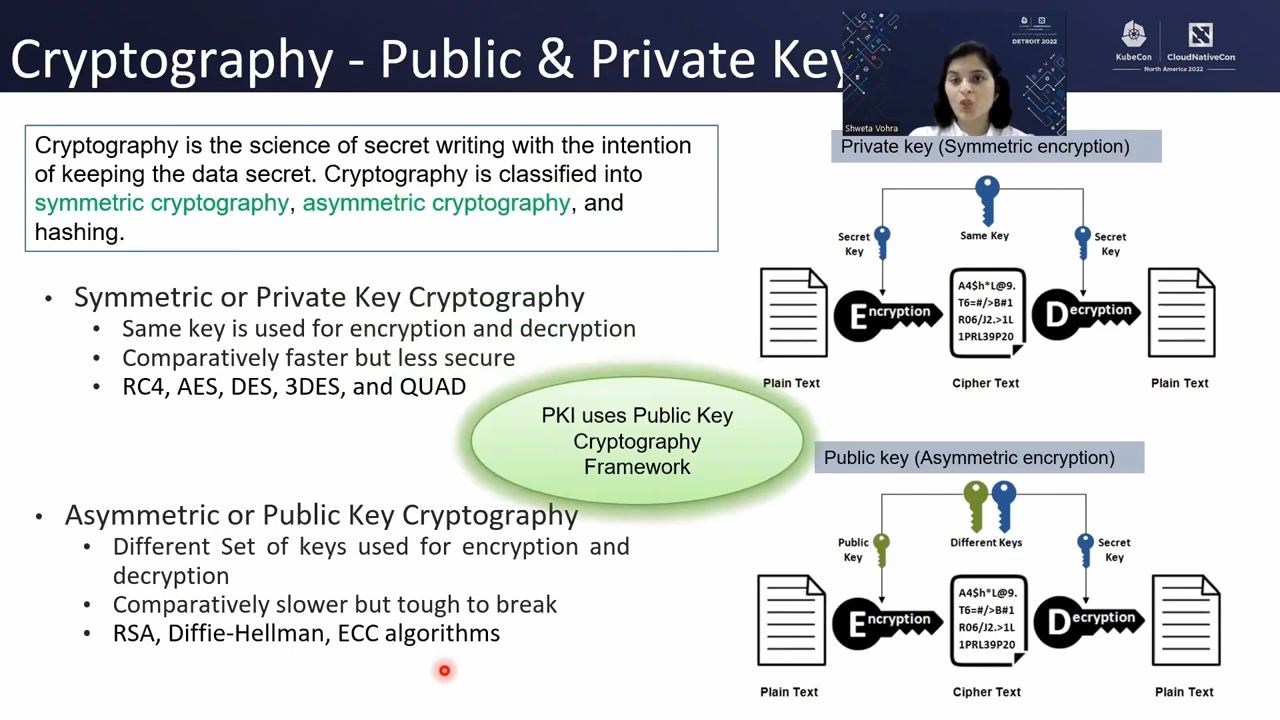 Cryptography - Public & Private Key
DETROIT 2022
Shweta Vohra
KubeCon
CloudNativeCon
North America 2022
Cryptography is the science of secret writing with the intention
of keeping the data secret. Cryptography is classified into
symmetric cryptography, asymmetric cryptography, and
hashing.
• Symmetric or Private Key Cryptography
• Same key is used for encryption and decryption
• Comparatively faster but less secure
• RC4, AES, DES, 3DES, and QUAD
PKI uses Public Key
Cryptography
Framework
• Asymmetric or Public Key Cryptography
• Different Set of keys used for encryption and
decryption
• Comparatively slower but tough to break
• RSA, Diffie-Hellman, ECC algorithms
Private key (Symmetric encryption)
Secret
Key
Same Key
Secret
Key
Encryption
A4$h*L@9.
T6=#/>B#1
R06/J2.>1L
1PRL39P20
Decryption
Plain Text
Cipher Text
Plain Text
Public key (Asymmetric encryption)
Public
Key
Different Keys
Secret
Key
Encryption
A4$h*L@9.
T6=#/>B#1
R06/J2.>1L
1PRL39P20
Decryption
Plain Text
Cipher Text
Plain Text